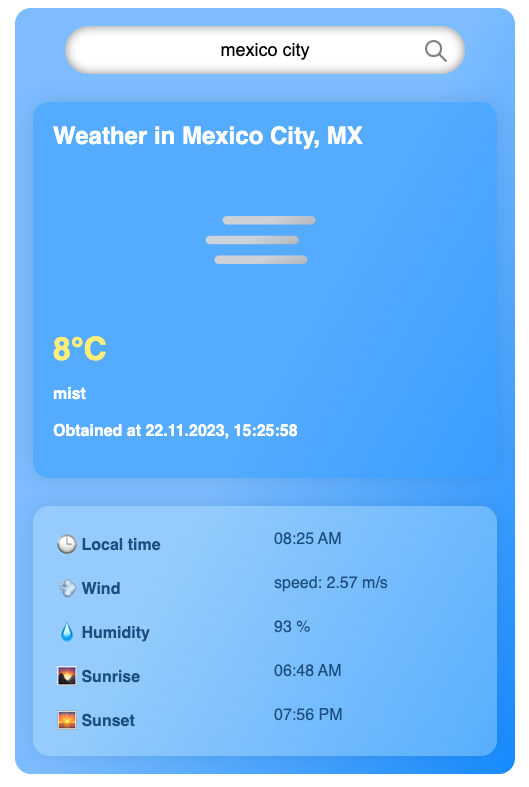 mexico city
Weather in Mexico City, MX
8°C
mist
Obtained at 22.11.2023, 15:25:58
Local time 08:25 AM
Wind speed: 2.57 m/s
Humidity 93 %
Sunrise 06:48 AM
Sunset 07:56 PM